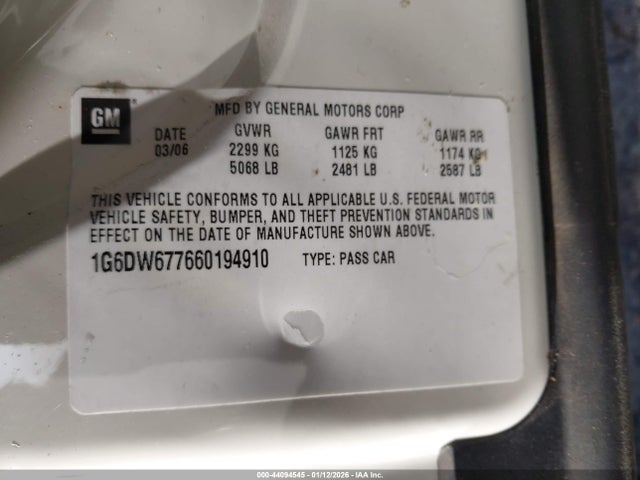 GM
MFD BY GENERAL MOTORS CORP
DATE GVWR GAWR FRT GAWR RR
03/06 2299 KG 1125 KG 1174 KG
5068 LB 2481 LB 2587 LB
THIS VEHICLE CONFORMS TO ALL APPLICABLE U.S. FEDERAL MOTOR
VEHICLE SAFETY, BUMPER, AND THEFT PREVENTION STANDARDS IN
EFFECT ON THE DATE OF MANUFACTURE SHOWN ABOVE.
1G6DW677660194910 TYPE: PASS CAR
000-44094545 | 01/12/2026 | IAA Inc.